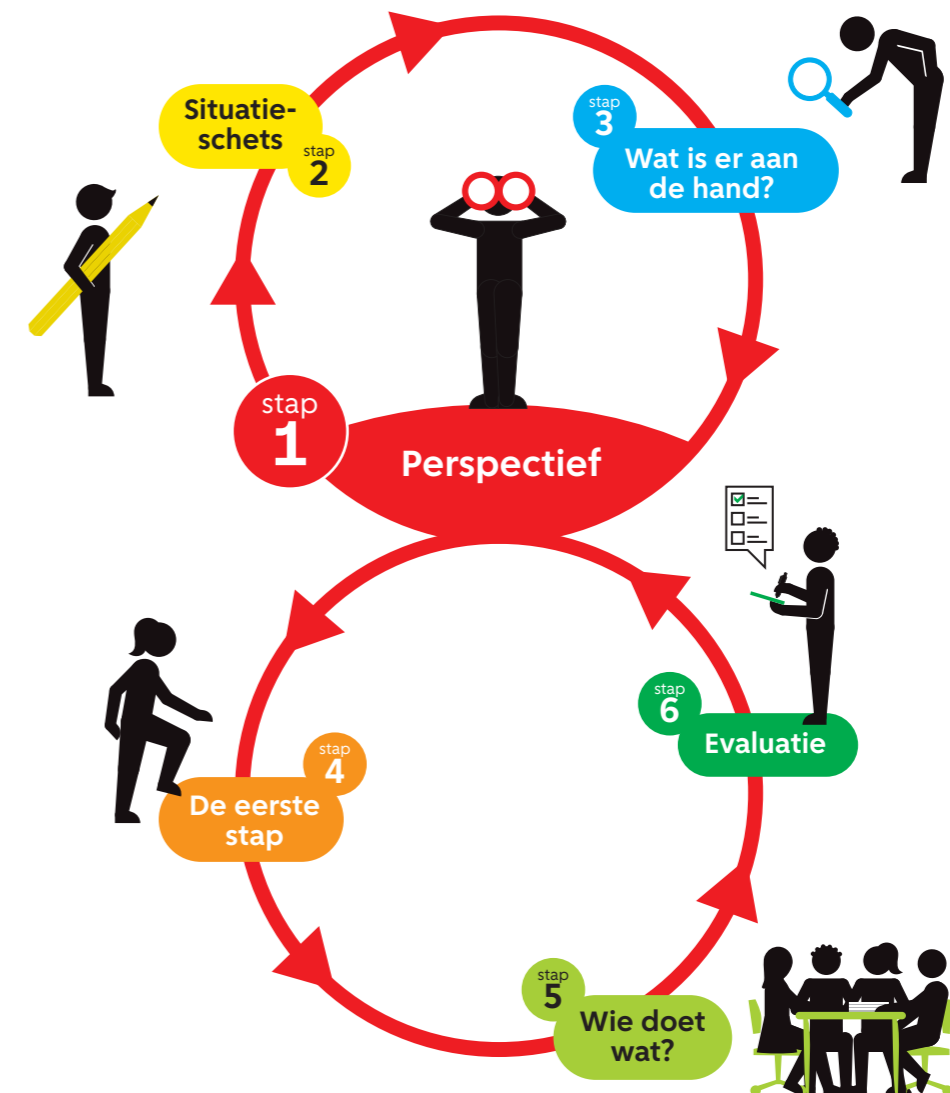 stap
1
Perspectief
Situatie-
schets
stap
2
stap
3
Wat is er aan
de hand?
stap
4
De eerste
stap
stap
5
Wie doet
wat?
stap
6
Evaluatie